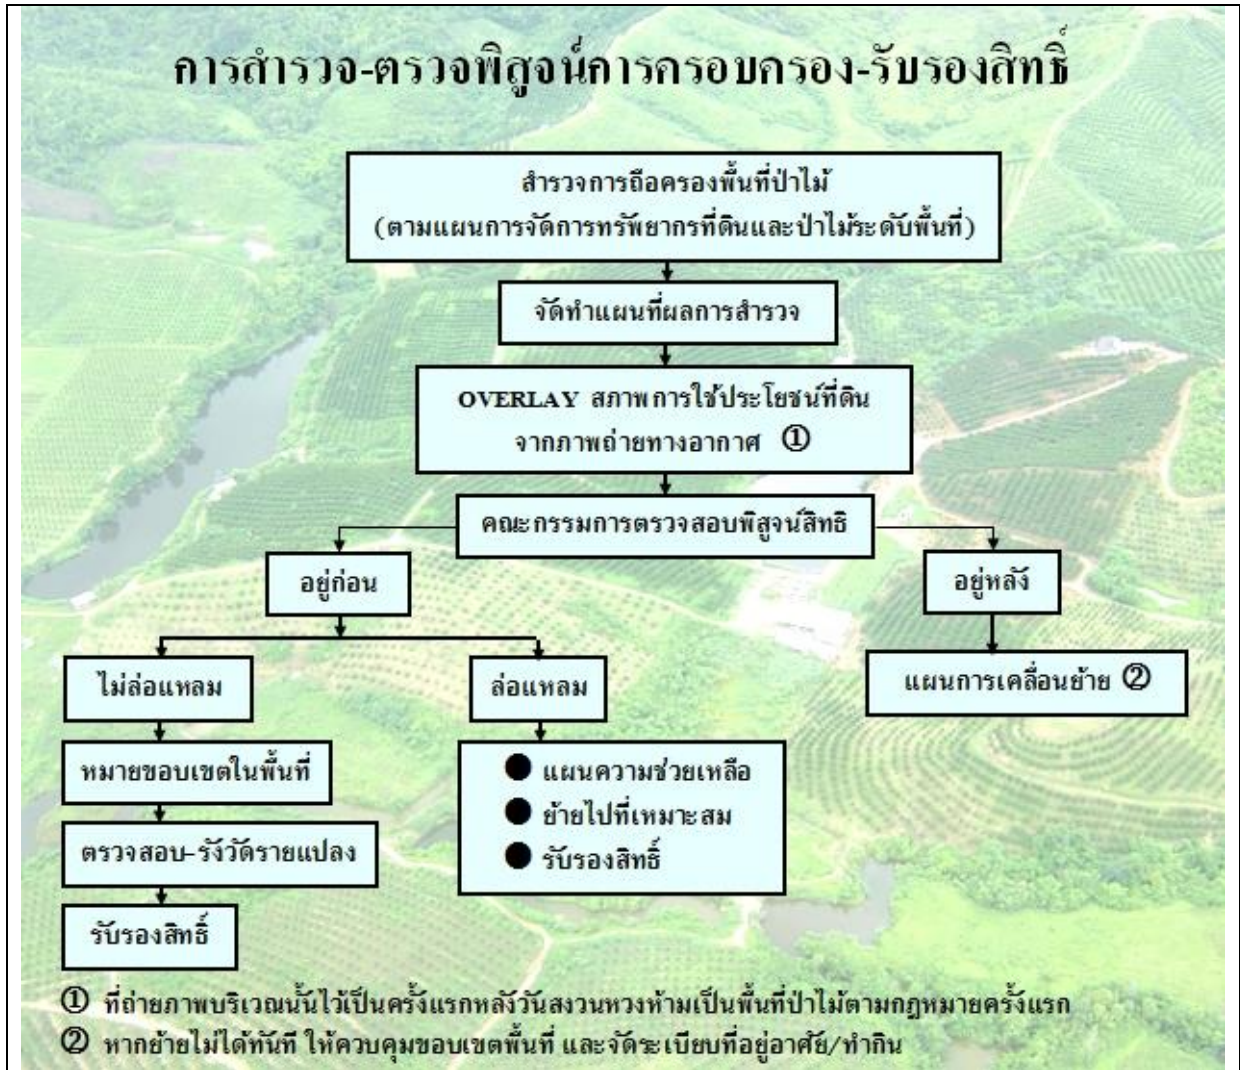 การสำรวจ-ตรวจพิสูจน์การครอบครอง-รับรองสิทธิ์
สำรวจการถือครองพื้นที่ป่าไม้
(ตามแผนการจัดการทรัพยากรที่ดินและป่าไม้ระดับพื้นที่)
จัดทำแผนที่ผลการสำรวจ
OVERLAY สภาพการใช้ประโยชน์ที่ดิน
จากภาพถ่ายทางอากาศ ①
คณะกรรมการตรวจสอบพิสูจน์สิทธิ
อยู่ก่อน
อยู่หลัง
ไม่ล่อแหลม
ล่อแหลม
แผนการเคลื่อนย้าย ②
หมายขอบเขตในพื้นที่
ตรวจสอบ-รังวัดรายแปลง
รับรองสิทธิ์
● แผนความช่วยเหลือ
● ย้ายไปที่เหมาะสม
● รับรองสิทธิ์
① ที่ถ่ายภาพบริเวณนั้นไว้เป็นครั้งแรกหลังวันสงวนหวงห้ามเป็นพื้นที่ป่าไม้ตามกฎหมายครั้งแรก
② หากย้ายไม่ได้ทันที ให้ควบคุมขอบเขตพื้นที่ และจัดระเบียบที่อยู่อาศัย/ทำกิน